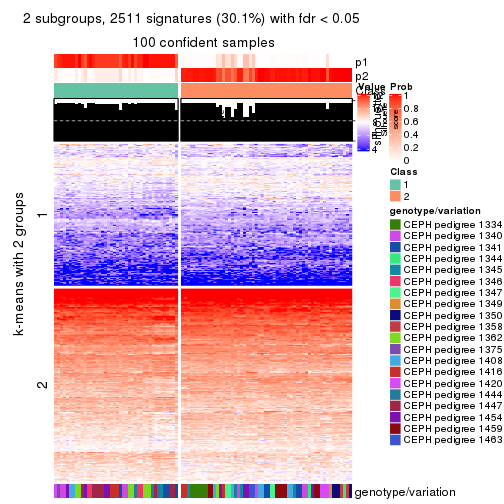 2 subgroups, 2511 signatures (30.1%) with fdr < 0.05
100 confident samples
p1
p2
Class
Value
Prob
1
0.8
0.6
0.4
0.2
0
4
Silhouette
score
Class
1
2
k-means with 2 groups
1
2
genotype/variation
CEPH pedigree 1334
CEPH pedigree 1340
CEPH pedigree 1341
CEPH pedigree 1344
CEPH pedigree 1345
CEPH pedigree 1346
CEPH pedigree 1347
CEPH pedigree 1349
CEPH pedigree 1350
CEPH pedigree 1358
CEPH pedigree 1362
CEPH pedigree 1375
CEPH pedigree 1408
CEPH pedigree 1416
CEPH pedigree 1420
CEPH pedigree 1444
CEPH pedigree 1447
CEPH pedigree 1454
CEPH pedigree 1459
CEPH pedigree 1463
genotype/variation